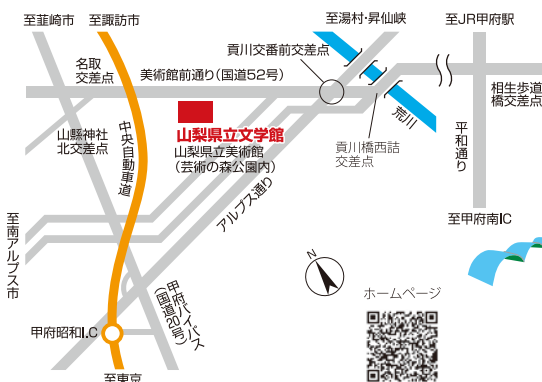 至韮崎市
至諏訪市
至湯村・昇仙峡
至JR甲府駅
名取
交差点
貢川交番前交差点
美術館前通り(国道52号)
相生歩道
橋交差点
山梨県立文学館
山梨県立美術館
(芸術の森公園内)
荒川
貢川橋西詰
交差点
平和通り
山縣神社
北交差点
中央自動車道
アルプス通り
至南アルプス市
至甲府南IC
N
甲府バイパス
(国道20号)
ホームページ
甲府昭和I.C
至東京